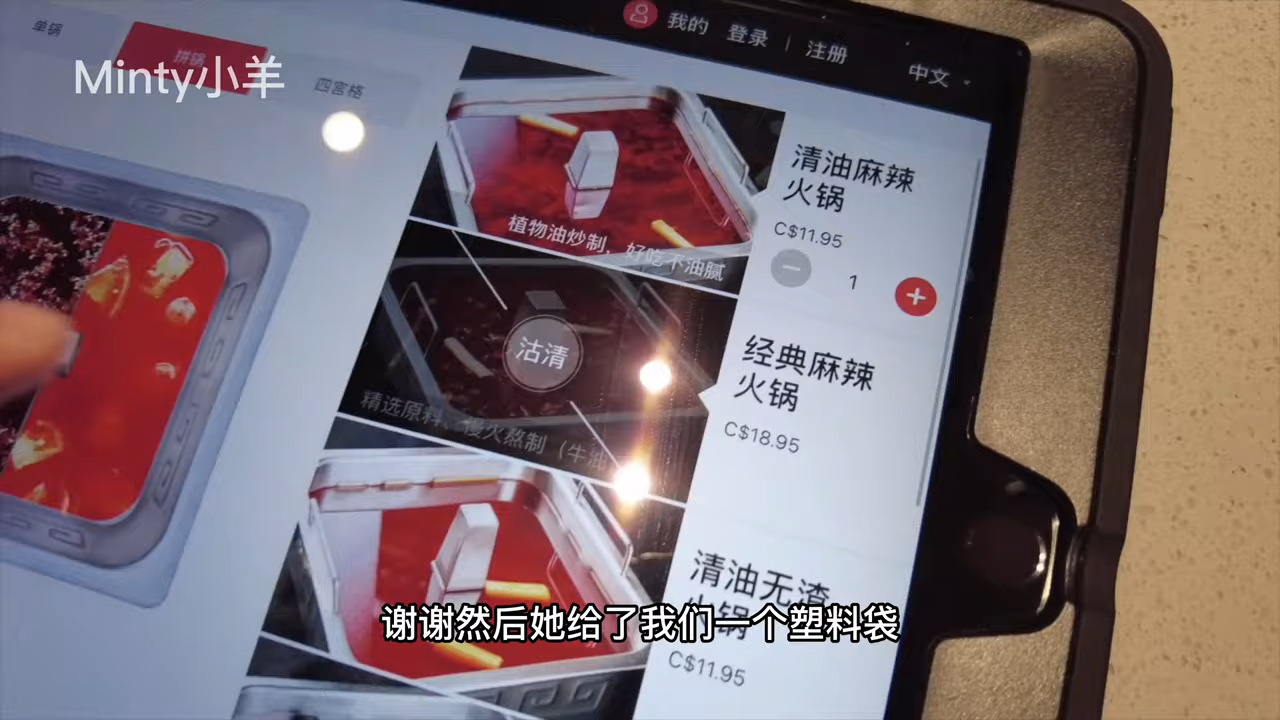 单锅
拼锅
四宫格
我的 登录 | 注册
中文
Minty小羊
清油麻辣
火锅
C$11.95
1
植物油炒制，好吃不油腻
沽清
精选原料、慢火熬制（牛油
经典麻辣
火锅
C$18.95
清油无渣
火锅
C$11.95
谢谢然后她给了我们一个塑料袋